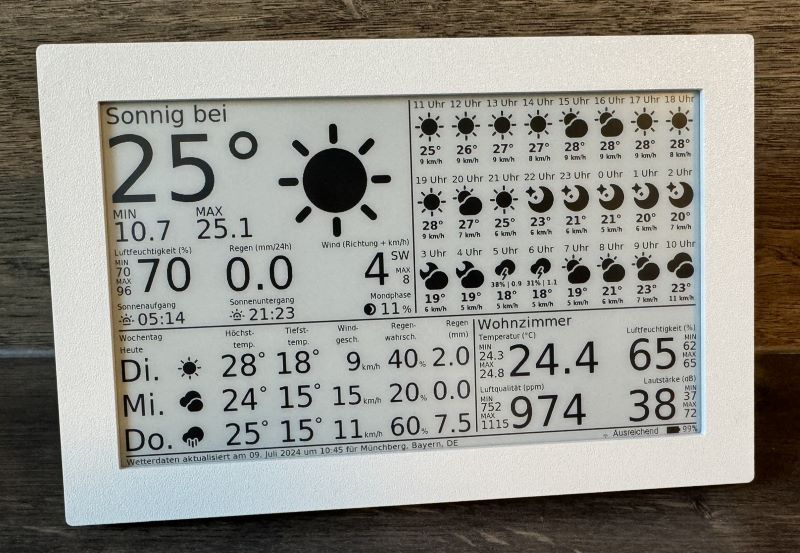 Sonnig bei
25°
MIN MAX
10.7 25.1
Luftfeuchtigkeit (%) Regen (mm/24h) Wind (Richtung + km/h)
MIN 70 MAX 96 70 0.0 4 SW MAX 8
Sonnenaufgang Sonnenuntergang Mondphase
05:14 21:23 11 %
11 Uhr 12 Uhr 13 Uhr 14 Uhr 15 Uhr 16 Uhr 17 Uhr 18 Uhr
25° 26° 27° 27° 28° 28° 28° 28°
9 km/h 9 km/h 9 km/h 8 km/h 9 km/h 9 km/h 9 km/h 8 km/h
19 Uhr 20 Uhr 21 Uhr 22 Uhr 23 Uhr 0 Uhr 1 Uhr 2 Uhr
28° 27° 25° 23° 21° 21° 20° 20°
9 km/h 7 km/h 6 km/h 6 km/h 6 km/h 5 km/h 6 km/h 7 km/h
3 Uhr 4 Uhr 5 Uhr 6 Uhr 7 Uhr 8 Uhr 9 Uhr 10 Uhr
38% | 0.9 31% | 1.1
19° 19° 18° 18° 19° 21° 23° 23°
6 km/h 5 km/h 5 km/h 5 km/h 5 km/h 6 km/h 7 km/h 11 km/h
Wochentag Höchst-temp. Tiefst-temp. Wind-gesch. Regen-wahrsch. Regen (mm)
Heute
Di. 28° 18° 9 km/h 40 % 2.0
Mi. 24° 15° 15 km/h 20 % 0.0
Do. 25° 15° 11 km/h 60 % 7.5
Wohnzimmer
Temperatur (°C) Luftfeuchtigkeit (%)
MIN 24.3 MAX 24.8 24.4 65 MIN 62 MAX 65
Luftqualität (ppm) Lautstärke (dB)
MIN 752 MAX 1115 974 38 MIN 37 MAX 72
Ausreichend 99%
Wetterdaten aktualisiert am 09. Juli 2024 um 10:45 für Münchberg, Bayern, DE